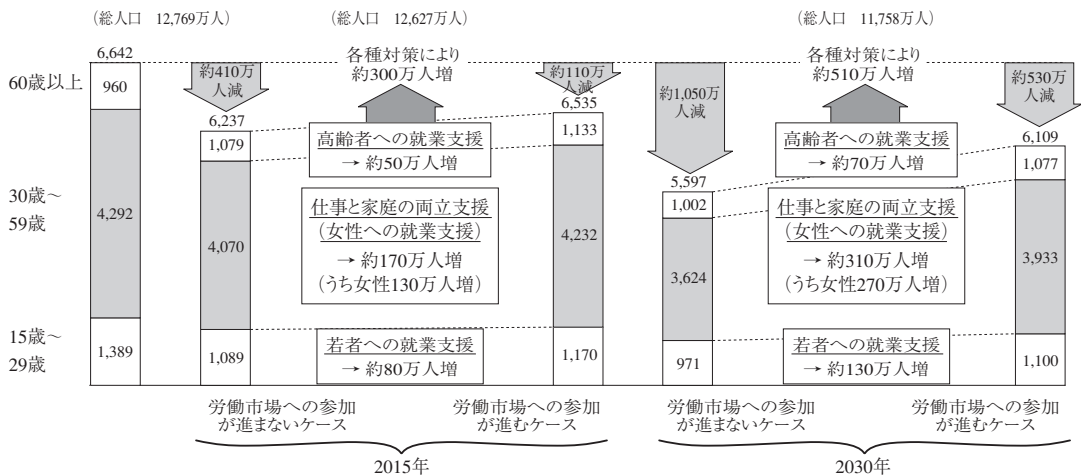 （総人口　12,769万人）
（総人口　12,627万人）
（総人口　11,758万人）
6,642
60歳以上
960
4,292
1,389
30歳～
59歳
15歳～
29歳
約410万
人減
6,237
1,079
4,070
1,089
各種対策により
約300万人増
高齢者への就業支援
→ 約50万人増
仕事と家庭の両立支援
（女性への就業支援）
→ 約170万人増
（うち女性130万人増）
若者への就業支援
→ 約80万人増
約110万
人減
6,535
1,133
4,232
1,170
約1,050万
人減
5,597
1,002
3,624
971
各種対策により
約510万人増
高齢者への就業支援
→ 約70万人増
仕事と家庭の両立支援
（女性への就業支援）
→ 約310万人増
（うち女性270万人増）
若者への就業支援
→ 約130万人増
約530万
人減
6,109
1,077
3,933
1,100
労働市場への参加
が進まないケース
労働市場への参加
が進むケース
労働市場への参加
が進まないケース
労働市場への参加
が進むケース
2015年
2030年